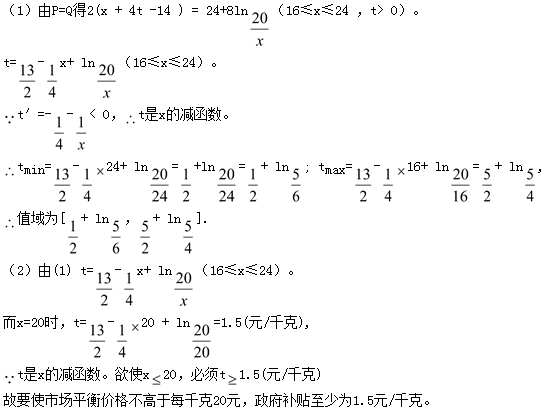 (1) 由P=Q得2(x + 4t -14 ) = 24+8ln\frac{20}{x} (16≤x≤24 , t> 0) 。
t=\frac{13}{2}-\frac{1}{4}x+ ln\frac{20}{x} (16≤x≤24) 。
∵t′ =-\frac{1}{4}-\frac{1}{x}< 0, ∴t是x的减函数。
∴tmin=\frac{13}{2}-\frac{1}{4}×24+ ln\frac{20}{24}=\frac{1}{2}+ln\frac{20}{24}=\frac{1}{2}+ ln\frac{5}{6}; tmax=\frac{13}{2}-\frac{1}{4}×16+ ln\frac{20}{16}=\frac{5}{2}+ ln\frac{5}{4},
∴值域为[\frac{1}{2}+ ln\frac{5}{6}, \frac{5}{2}+ ln\frac{5}{4}].
(2) 由(1) t=\frac{13}{2}-\frac{1}{4}x+ ln\frac{20}{x} (16≤x≤24) 。
而x=20时, t=\frac{13}{2}-\frac{1}{4}×20 + ln\frac{20}{20}=1.5(元/千克),
∵t是x的减函数。欲使x≤20, 必须t≥1.5(元/千克)
故要使市场平衡价格不高于每千克20元, 政府补贴至少为1.5元/千克。